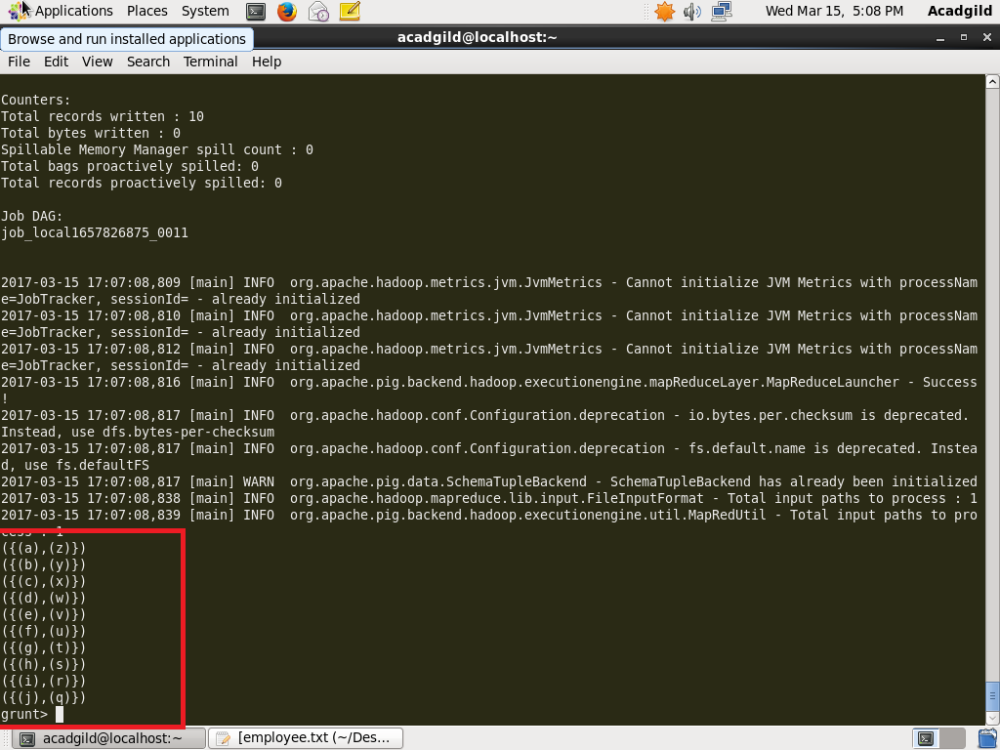 Applications Places System Wed Mar 15, 5:08 PM Acadgild
Browse and run installed applications
acadgild@localhost:~
File Edit View Search Terminal Help
Counters:
Total records written : 10
Total bytes written : 0
Spillable Memory Manager spill count : 0
Total bags proactively spilled: 0
Total records proactively spilled: 0
Job DAG:
job_local1657826875_0011
2017-03-15 17:07:08,809 [main] INFO  org.apache.hadoop.metrics.jvm.JvmMetrics - Cannot initialize JVM Metrics with processNam
e=JobTracker, sessionId= - already initialized
2017-03-15 17:07:08,810 [main] INFO  org.apache.hadoop.metrics.jvm.JvmMetrics - Cannot initialize JVM Metrics with processNam
e=JobTracker, sessionId= - already initialized
2017-03-15 17:07:08,812 [main] INFO  org.apache.hadoop.metrics.jvm.JvmMetrics - Cannot initialize JVM Metrics with processNam
e=JobTracker, sessionId= - already initialized
2017-03-15 17:07:08,816 [main] INFO  org.apache.pig.backend.hadoop.executionengine.mapReduceLayer.MapReduceLauncher - Success
!
2017-03-15 17:07:08,817 [main] INFO  org.apache.hadoop.conf.Configuration.deprecation - io.bytes.per.checksum is deprecated.
Instead, use dfs.bytes-per-checksum
2017-03-15 17:07:08,817 [main] INFO  org.apache.hadoop.conf.Configuration.deprecation - fs.default.name is deprecated. Instea
d, use fs.defaultFS
2017-03-15 17:07:08,817 [main] WARN  org.apache.pig.data.SchemaTupleBackend - SchemaTupleBackend has already been initialized
2017-03-15 17:07:08,838 [main] INFO  org.apache.hadoop.mapreduce.lib.input.FileInputFormat - Total input paths to process : 1
2017-03-15 17:07:08,839 [main] INFO  org.apache.pig.backend.hadoop.executionengine.util.MapRedUtil - Total input paths to pro
cess : 1
({(a),(z)})
({(b),(y)})
({(c),(x)})
({(d),(w)})
({(e),(v)})
({(f),(u)})
({(g),(t)})
({(h),(s)})
({(i),(r)})
({(j),(q)})
grunt>
acadgild@localhost:~ [employee.txt (~/Des...